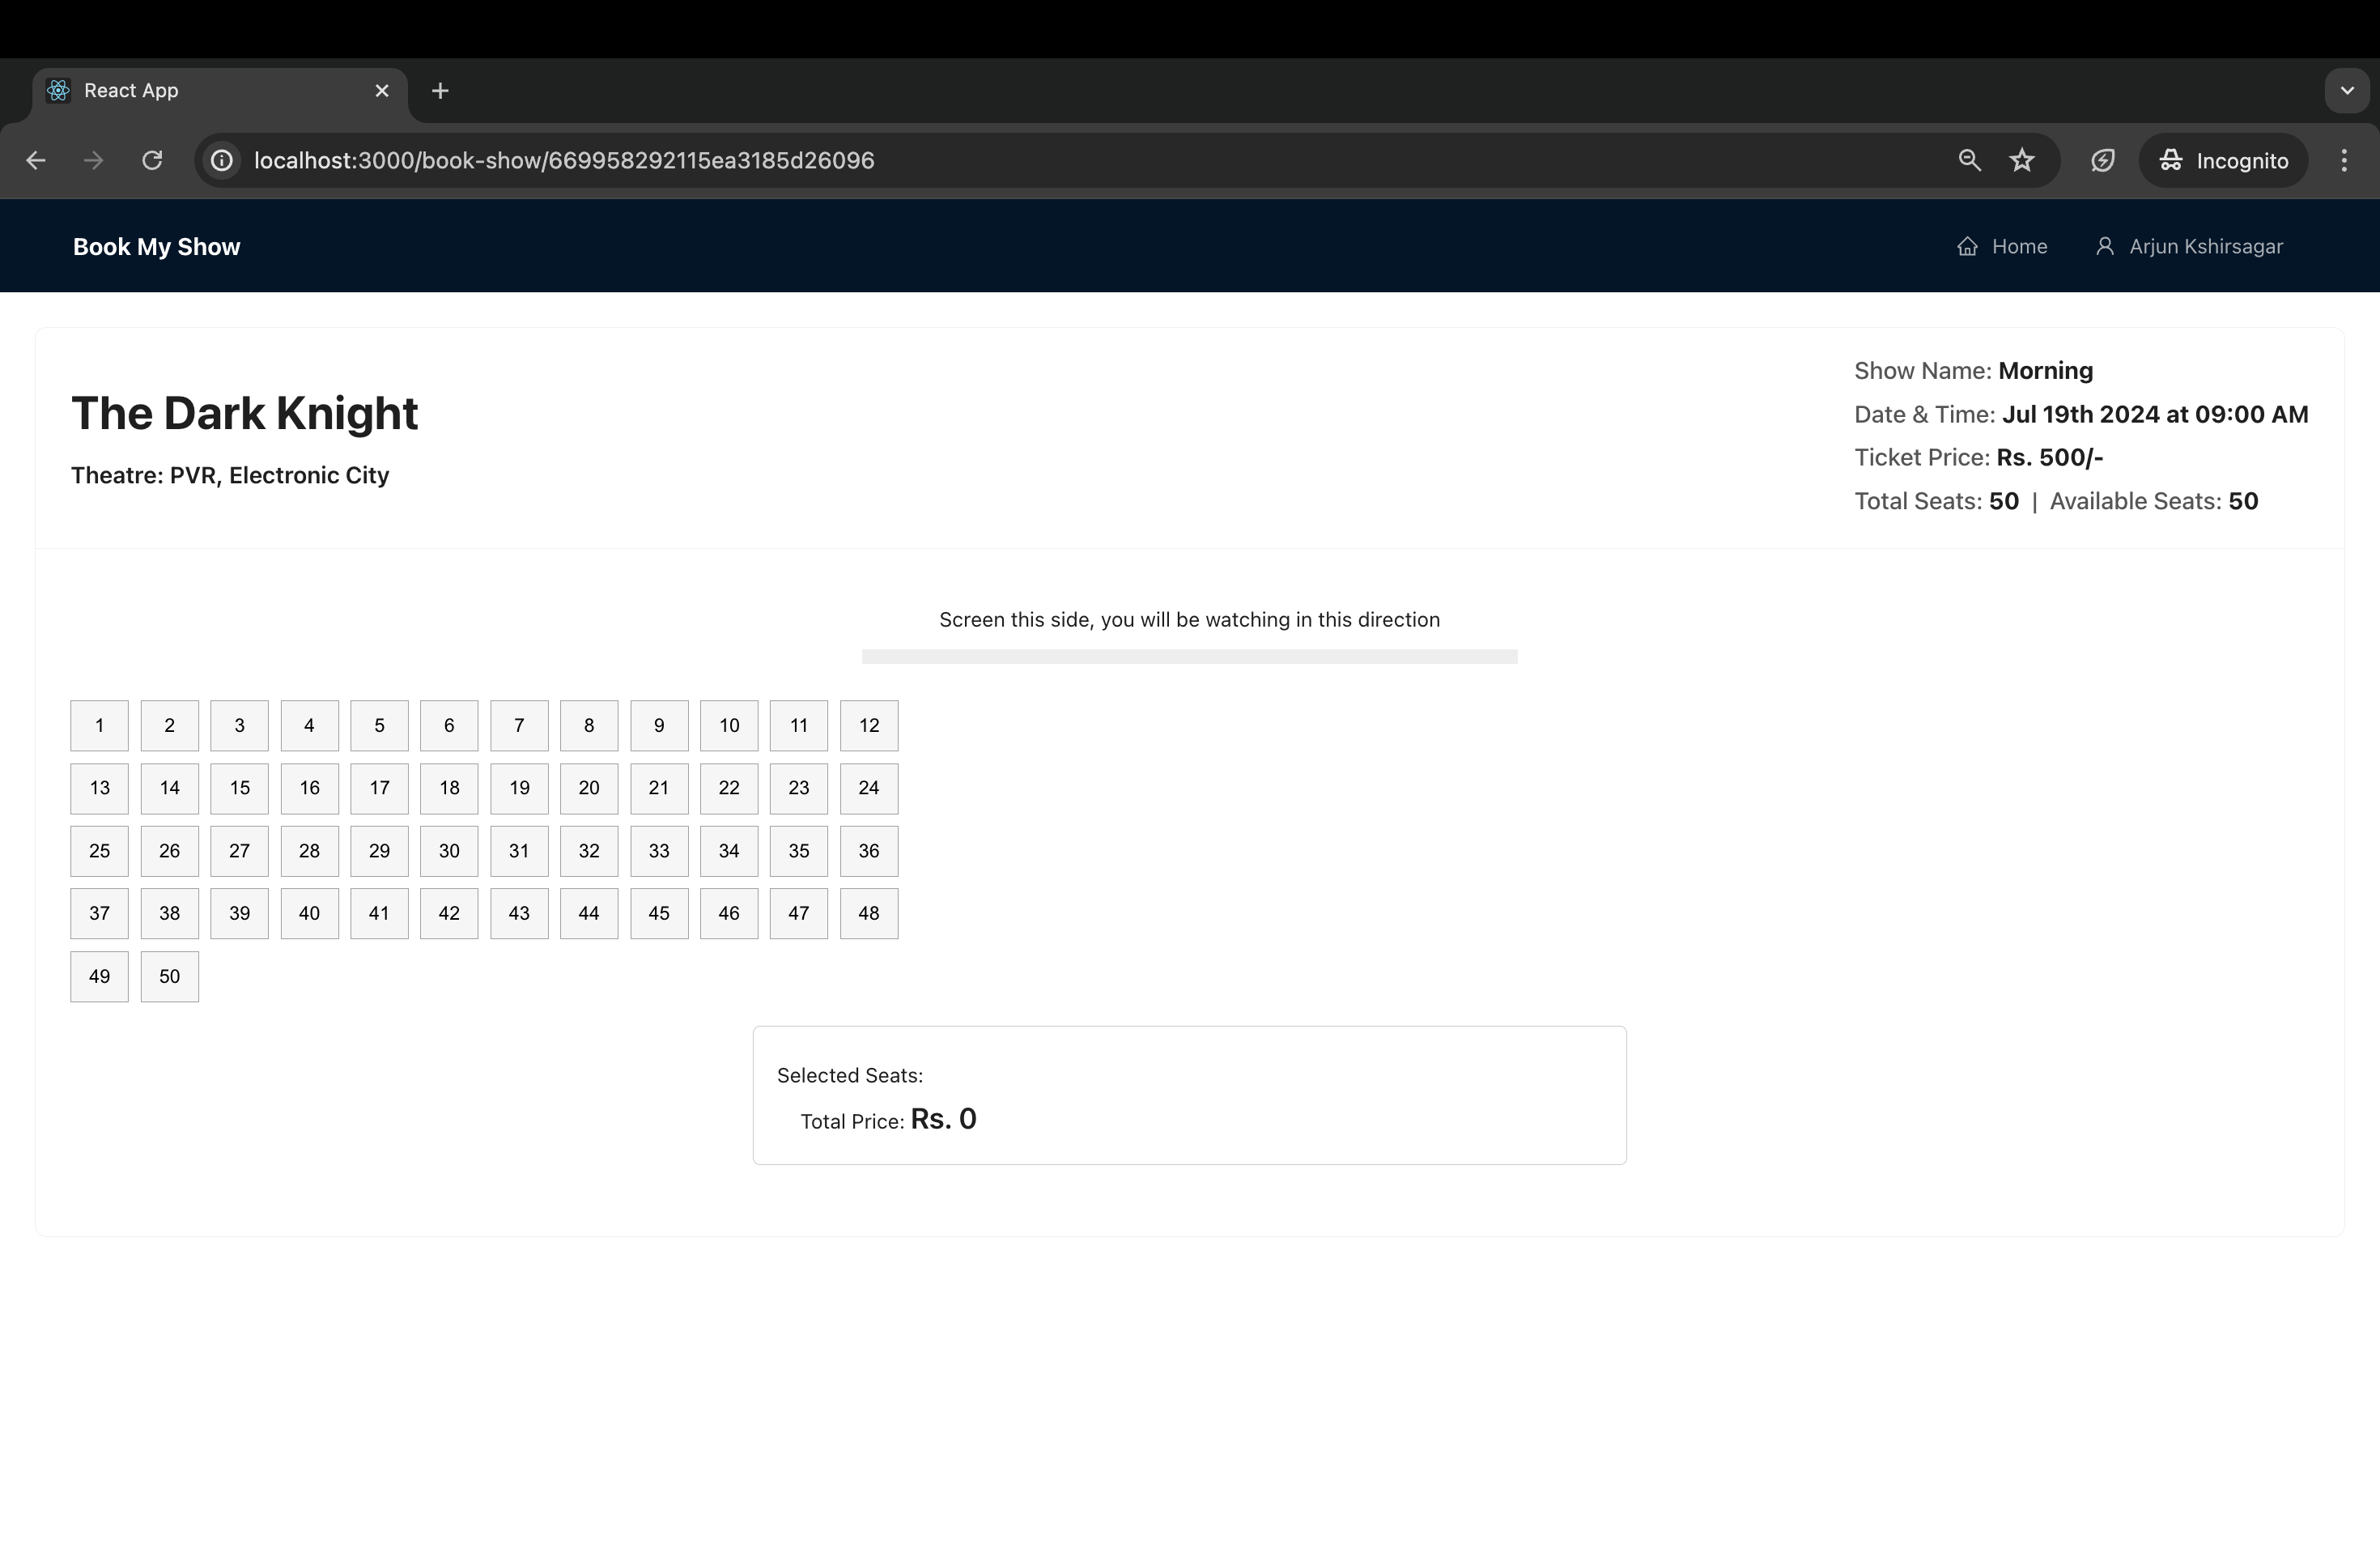 React App
localhost:3000/book-show/669958292115ea3185d26096
Incognito
Book My Show
Home
Arjun Kshirsagar
The Dark Knight
Theatre: PVR, Electronic City
Show Name: Morning
Date & Time: Jul 19th 2024 at 09:00 AM
Ticket Price: Rs. 500/-
Total Seats: 50 | Available Seats: 50
Screen this side, you will be watching in this direction
1 2 3 4 5 6 7 8 9 10 11 12
13 14 15 16 17 18 19 20 21 22 23 24
25 26 27 28 29 30 31 32 33 34 35 36
37 38 39 40 41 42 43 44 45 46 47 48
49 50
Selected Seats:
Total Price: Rs. 0